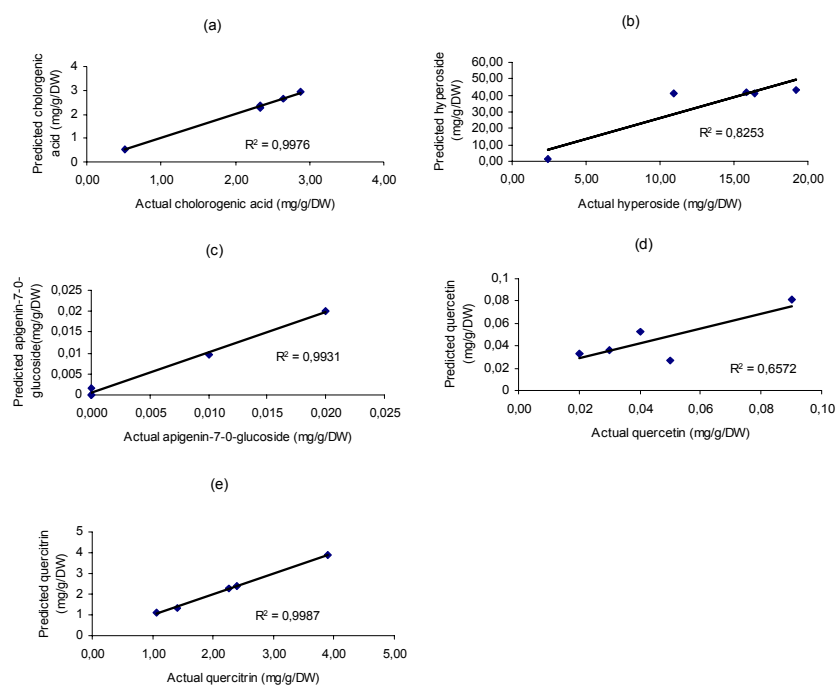 (a)
Predicted chlorogenic
acid (mg/g/DW)
4
3
2
1
0
R² = 0,9976
0,00 1,00 2,00 3,00 4,00
Actual cholorogenic acid (mg/g/DW)
(b)
Predicted hyperoside
(mg/g/DW)
60,00
50,00
40,00
30,00
20,00
10,00
0,00
R² = 0,8253
0,00 5,00 10,00 15,00 20,00
Actual hyperoside (mg/g/DW)
(c)
Predicted apigenin-7-0-
glucoside(mg/g/DW)
0,025
0,02
0,015
0,01
0,005
0
R² = 0,9931
0,000 0,005 0,010 0,015 0,020 0,025
Actual apigenin-7-0-glucoside (mg/g/DW)
(d)
Predicted quercetin
(mg/g/DW)
0,1
0,08
0,06
0,04
0,02
0
R² = 0,6572
0,00 0,02 0,04 0,06 0,08 0,10
Actual quercetin (mg/g/DW)
(e)
Predicted quercitrin
(mg/g/DW)
5
4
3
2
1
0
R² = 0,9987
0,00 1,00 2,00 3,00 4,00 5,00
Actual quercitrin (mg/g/DW)